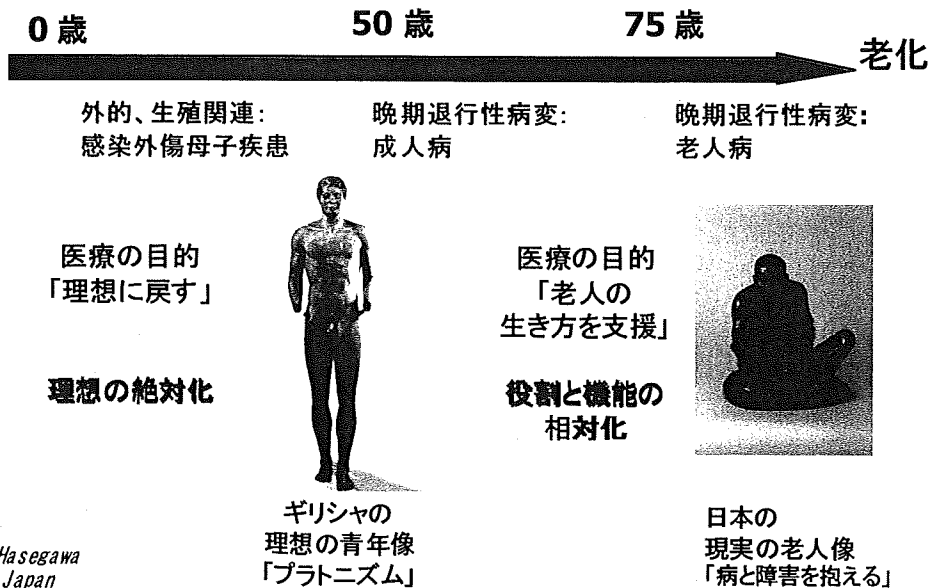 0歳
50歳
75歳
老化
外的、生殖関連:
感染外傷母子疾患
晩期退行性病変:
成人病
晩期退行性病変:
老人病
医療の目的
「理想に戻す」
理想の絶対化
医療の目的
「老人の
生き方を支援」
役割と機能の
相対化
ギリシャの
理想の青年像
「プラトニズム」
日本の
現実の老人像
「病と障害を抱える」
Hasegawa
Japan